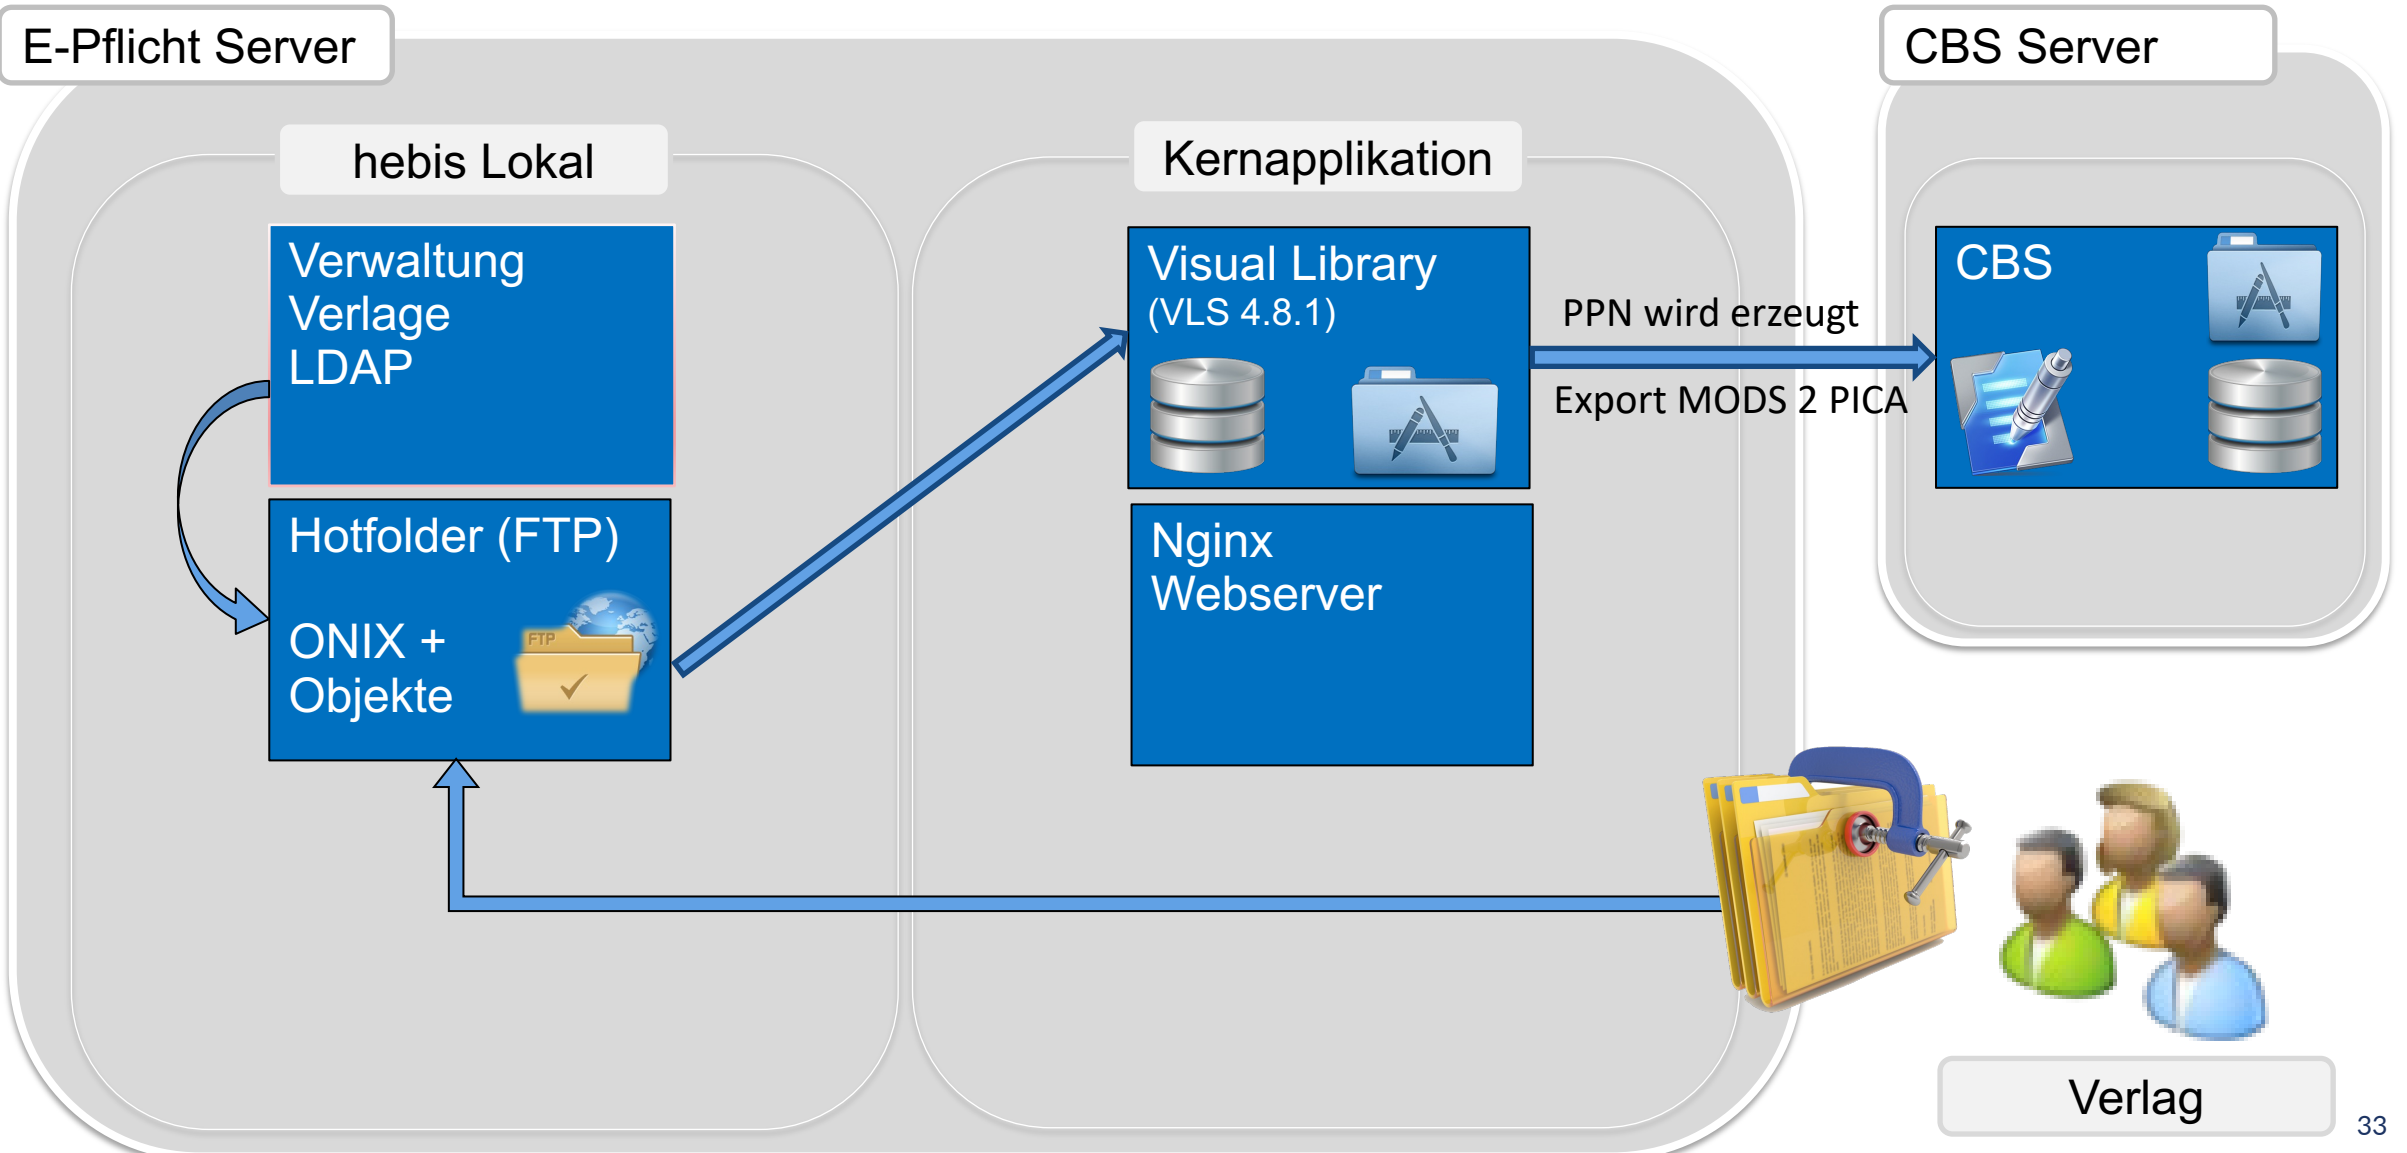 E-Pflicht Server
CBS Server
hebis Lokal
Kernapplikation
Verwaltung
Verlage
LDAP
Visual Library
(VLS 4.8.1)
PPN wird erzeugt
Export MODS 2 PICA
CBS
Hotfolder (FTP)
ONIX +
Objekte
FTP
Nginx
Webserver
Verlag
33